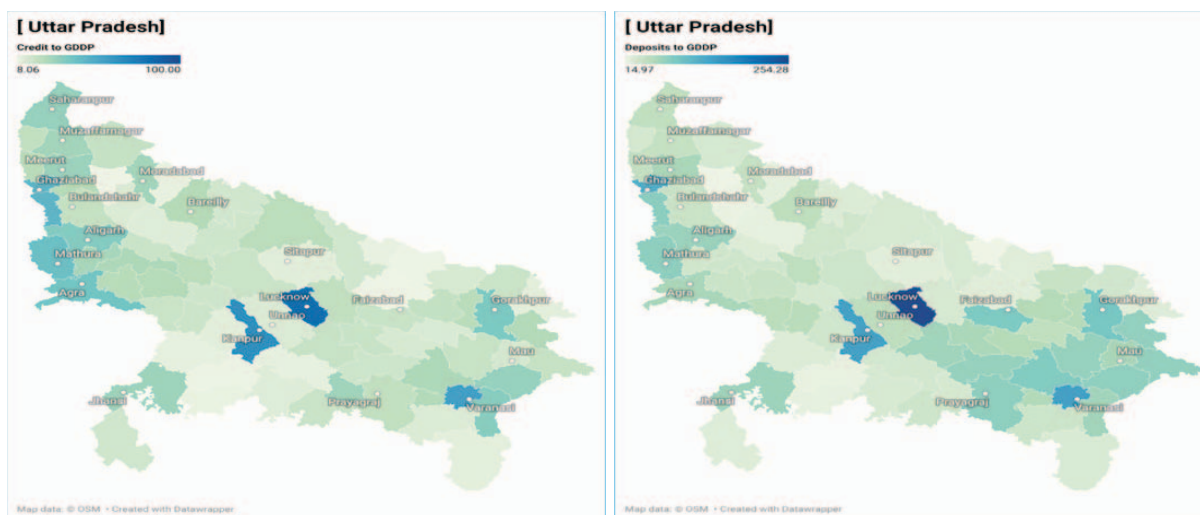 [ Uttar Pradesh]
Credit to GDDP
8.06 100.00
Saharanpur
Muzaffarnagar
Meerut
Moradabad
Ghaziabad
Bulandshahr
Bareilly
Aligarh
Mathura
Sitapur
Agra
Lucknow
Faizabad
Gorakhpur
Unnao
Kanpur
Mau
Jhansi
Prayagraj
Varanasi
Map data: © OSM • Created with Datawrapper
[ Uttar Pradesh]
Deposits to GDDP
14.97 254.28
Saharanpur
Muzaffarnagar
Meerut
Moradabad
Ghaziabad
Bulandshahr
Bareilly
Aligarh
Mathura
Sitapur
Agra
Lucknow
Faizabad
Gorakhpur
Unnao
Kanpur
Mau
Jhansi
Prayagraj
Varanasi
Map data: © OSM • Created with Datawrapper